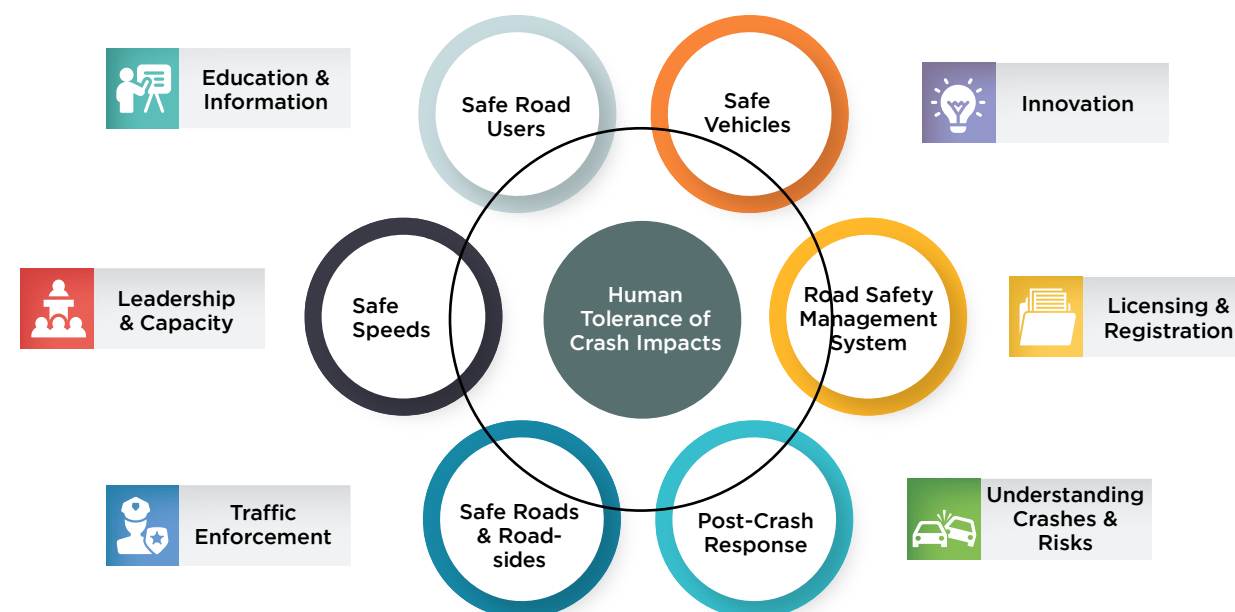 Education &
Information
Safe Road
Users
Safe
Vehicles
Innovation
Leadership
& Capacity
Safe
Speeds
Human
Tolerance of
Crash Impacts
Road Safety
Management
System
Licensing &
Registration
Traffic
Enforcement
Safe Roads
& Road-
sides
Post-Crash
Response
Understanding
Crashes &
Risks